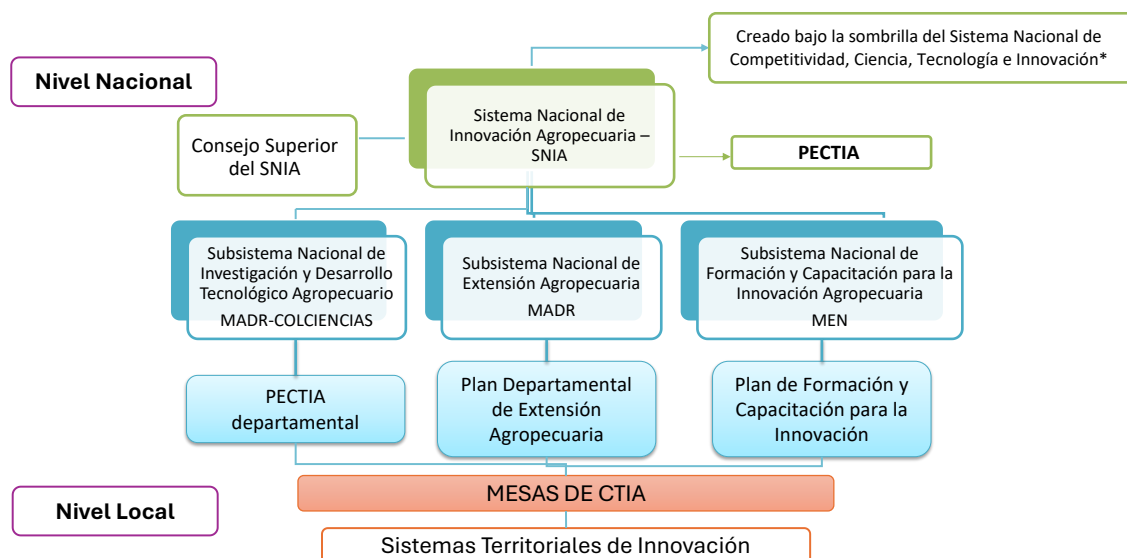 Creado bajo la sombrilla del Sistema Nacional de
Competitividad, Ciencia, Tecnología e Innovación*
Nivel Nacional
Sistema Nacional de
Innovación Agropecuaria –
SNIA
Consejo Superior
del SNIA
PECTIA
Subsistema Nacional de
Investigación y Desarrollo
Tecnológico Agropecuario
MADR-COLCIENCIAS
Subsistema Nacional de
Extensión Agropecuaria
MADR
Subsistema Nacional de
Formación y Capacitación para la
Innovación Agropecuaria
MEN
PECTIA
departamental
Plan Departamental
de Extensión
Agropecuaria
Plan de Formación y
Capacitación para la
Innovación
MESAS DE CTIA
Nivel Local
Sistemas Territoriales de Innovación